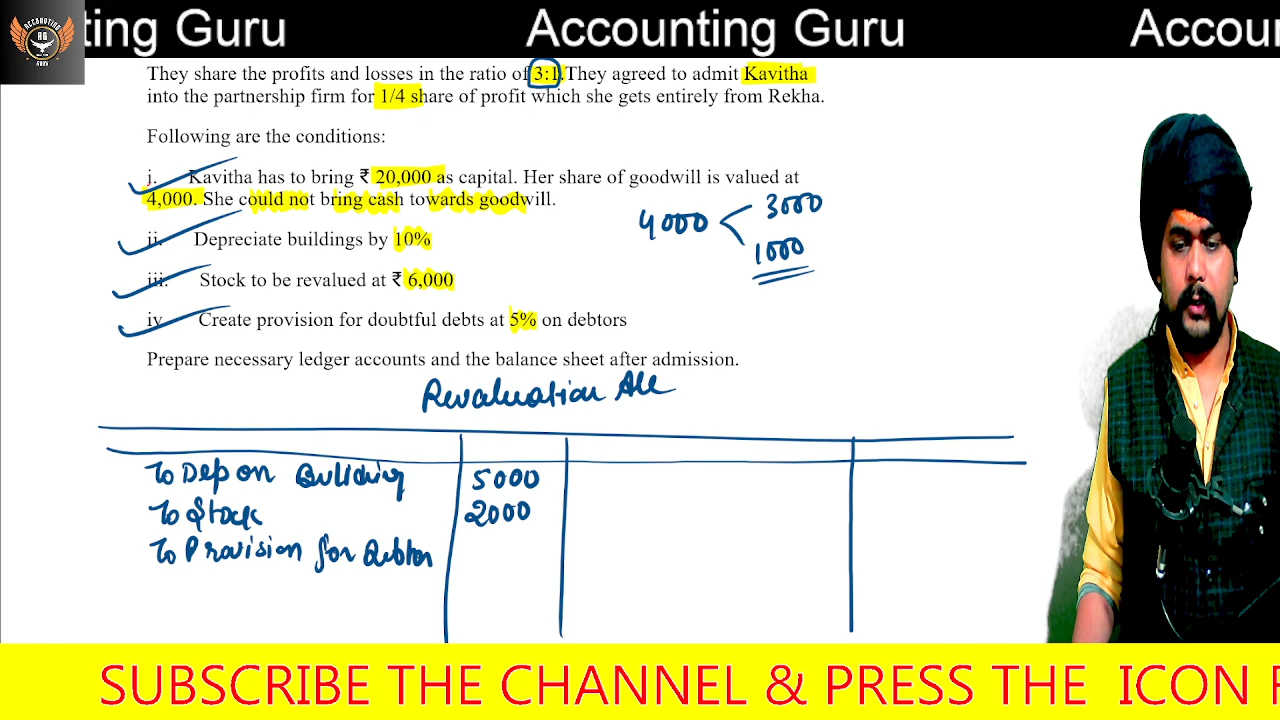 ting Guru Accounting Guru Accoun
ACCOUNTING
AG
GURU
They share the profits and losses in the ratio of 3:1.They agreed to admit Kavitha
into the partnership firm for 1/4 share of profit which she gets entirely from Rekha.
Following are the conditions:
i. Kavitha has to bring ₹ 20,000 as capital. Her share of goodwill is valued at
4,000. She could not bring cash towards goodwill.
4000 3000
1000
ii. Depreciate buildings by 10%
iii. Stock to be revalued at ₹ 6,000
iv. Create provision for doubtful debts at 5% on debtors
Prepare necessary ledger accounts and the balance sheet after admission.
Revaluation A/c
To Dep on Building 5000
To Stock 2000
To Provision for Debtor
SUBSCRIBE THE CHANNEL & PRESS THE ICON F